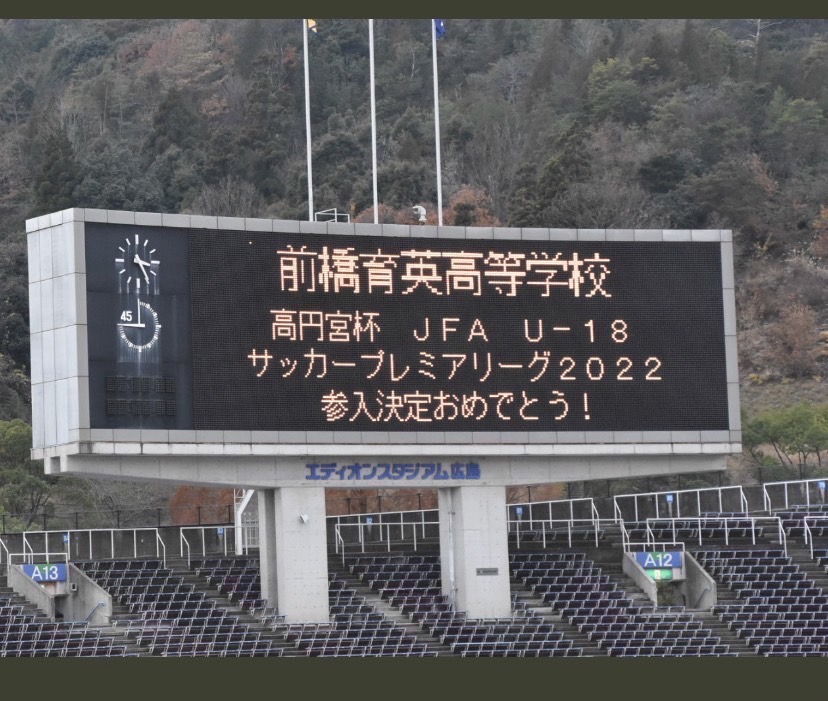 前橋育英高等学校
高円宮杯 JFA U-18
サッカープレミアリーグ2022
参入決定おめでとう!
45
エディオンスタジアム広島
A13
A12